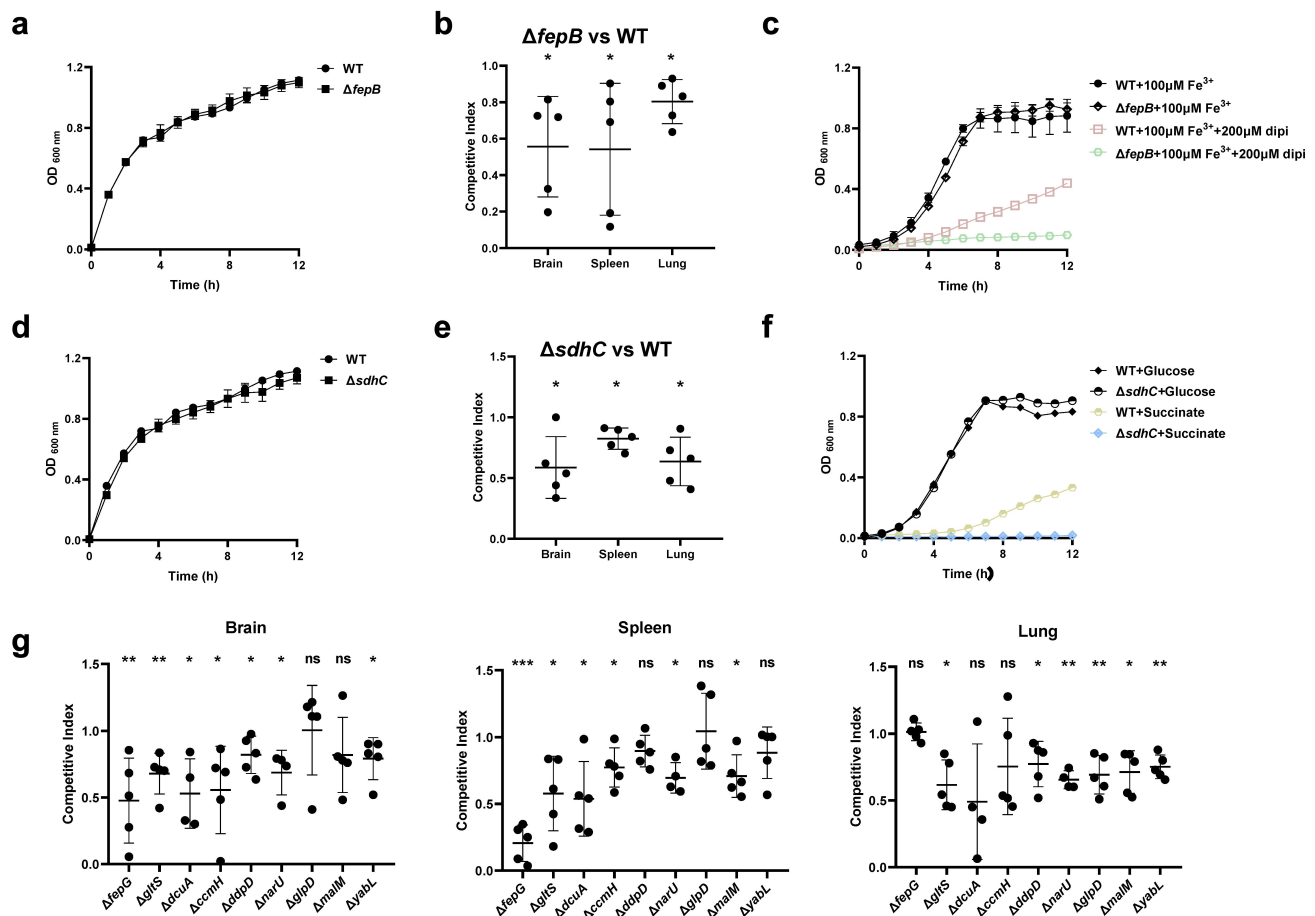 a
1.2
0.8
0.4
0.0
OD 600 nm
0
4
8
12
Time (h)
WT
ΔfepB
b
ΔfepB vs WT
* * *
1.0
0.8
0.6
0.4
0.2
0.0
Competitive Index
Brain Spleen Lung
c
1.2
0.8
0.4
0.0
OD 600 nm
0
4
8
12
Time (h)
WT+100μM Fe³⁺
ΔfepB+100μM Fe³⁺
WT+100μM Fe³⁺+200μM dipi
ΔfepB+100μM Fe³⁺+200μM dipi
d
1.2
0.8
0.4
0.0
OD 600 nm
0
4
8
12
Time (h)
WT
ΔsdhC
e
ΔsdhC vs WT
* * *
1.5
1.0
0.5
0.0
Competitive Index
Brain Spleen Lung
f
1.2
0.8
0.4
0.0
OD 600 nm
0
4
8
12
Time (h)
WT+Glucose
ΔsdhC+Glucose
WT+Succinate
ΔsdhC+Succinate
g
Brain
** ** * * * * ns ns *
1.5
1.0
0.5
0.0
Competitive Index
ΔfepG ΔgltS ΔdcuA ΔccmH ΔddpD ΔnarU ΔglpD ΔmalM ΔyabL
Spleen
*** * * * ns * ns * ns
1.5
1.0
0.5
0.0
Competitive Index
ΔfepG ΔgltS ΔdcuA ΔccmH ΔddpD ΔnarU ΔglpD ΔmalM ΔyabL
Lung
ns * ns ns * ** ** * **
1.5
1.0
0.5
0.0
Competitive Index
ΔfepG ΔgltS ΔdcuA ΔccmH ΔddpD ΔnarU ΔglpD ΔmalM ΔyabL